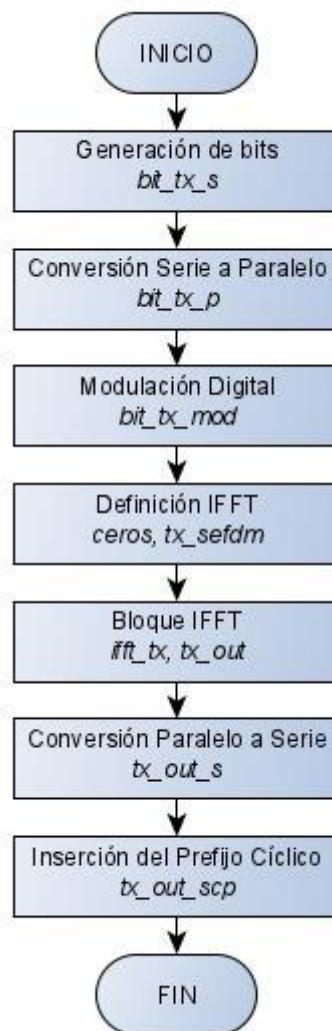 INICIO
Generación de bits
bit_tx_s
Conversión Serie a Paralelo
bit_tx_p
Modulación Digital
bit_tx_mod
Definición IFFT
ceros, tx_sefdm
Bloque IFFT
ifft_tx, tx_out
Conversión Paralelo a Serie
tx_out_s
Inserción del Prefijo Cíclico
tx_out_scp
FIN